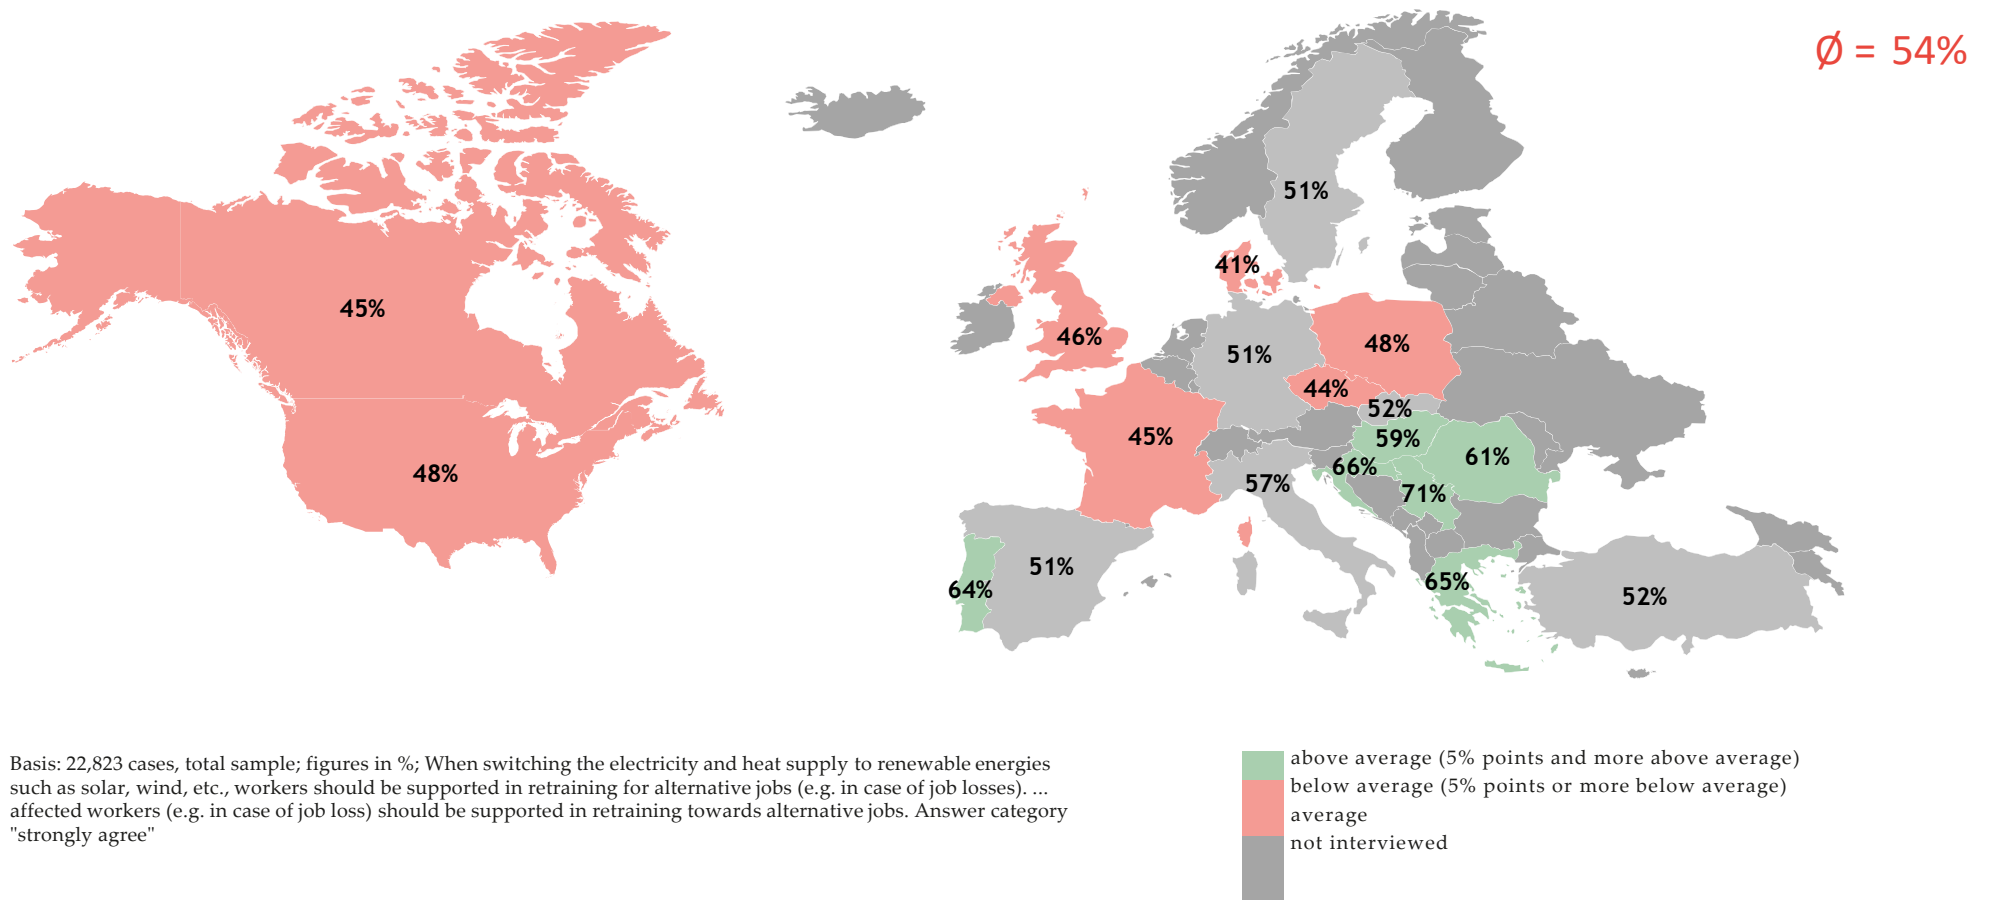 Ø = 54%
51%
41%
45%
46%
51%
48%
44%
52%
45%
59%
61%
66%
48%
57%
71%
51%
65%
64%
52%
Basis: 22,823 cases, total sample; figures in %; When switching the electricity and heat supply to renewable energies
such as solar, wind, etc., workers should be supported in retraining for alternative jobs (e.g. in case of job losses). ...
affected workers (e.g. in case of job loss) should be supported in retraining towards alternative jobs. Answer category
"strongly agree"
above average (5% points and more above average)
below average (5% points or more below average)
average
not interviewed